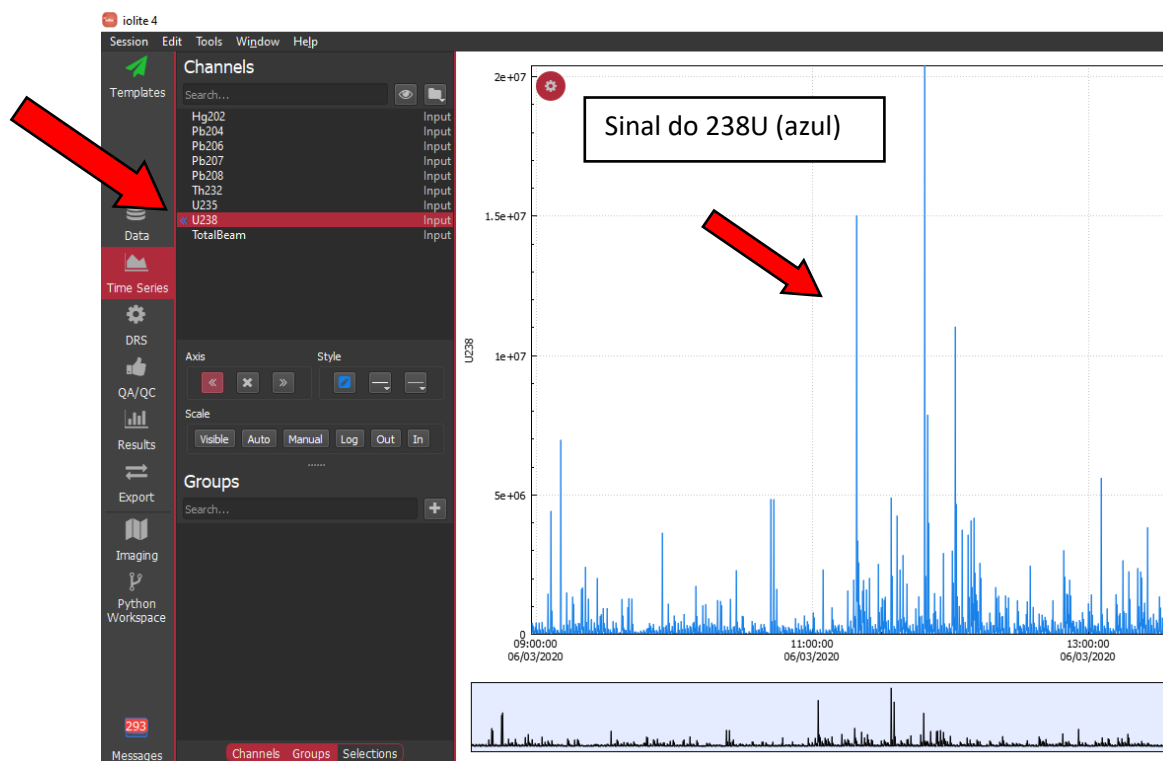 iolite 4
Session Edit Tools Window Help
Templates
Data
Time Series
DRS
QA/QC
Results
Export
Imaging
Python
Workspace
293
Messages
Channels
Search...
Hg202 Input
Pb204 Input
Pb206 Input
Pb207 Input
Pb208 Input
Th232 Input
U235 Input
U238 Input
TotalBeam Input
Axis Style
Scale
Visible Auto Manual Log Out In
Groups
Search...
Channels Groups Selections
Sinal do 238U (azul)
2e+07
1.5e+07
1e+07
5e+06
0
U238
09:00:00 11:00:00 13:00:00
06/03/2020 06/03/2020 06/03/2020